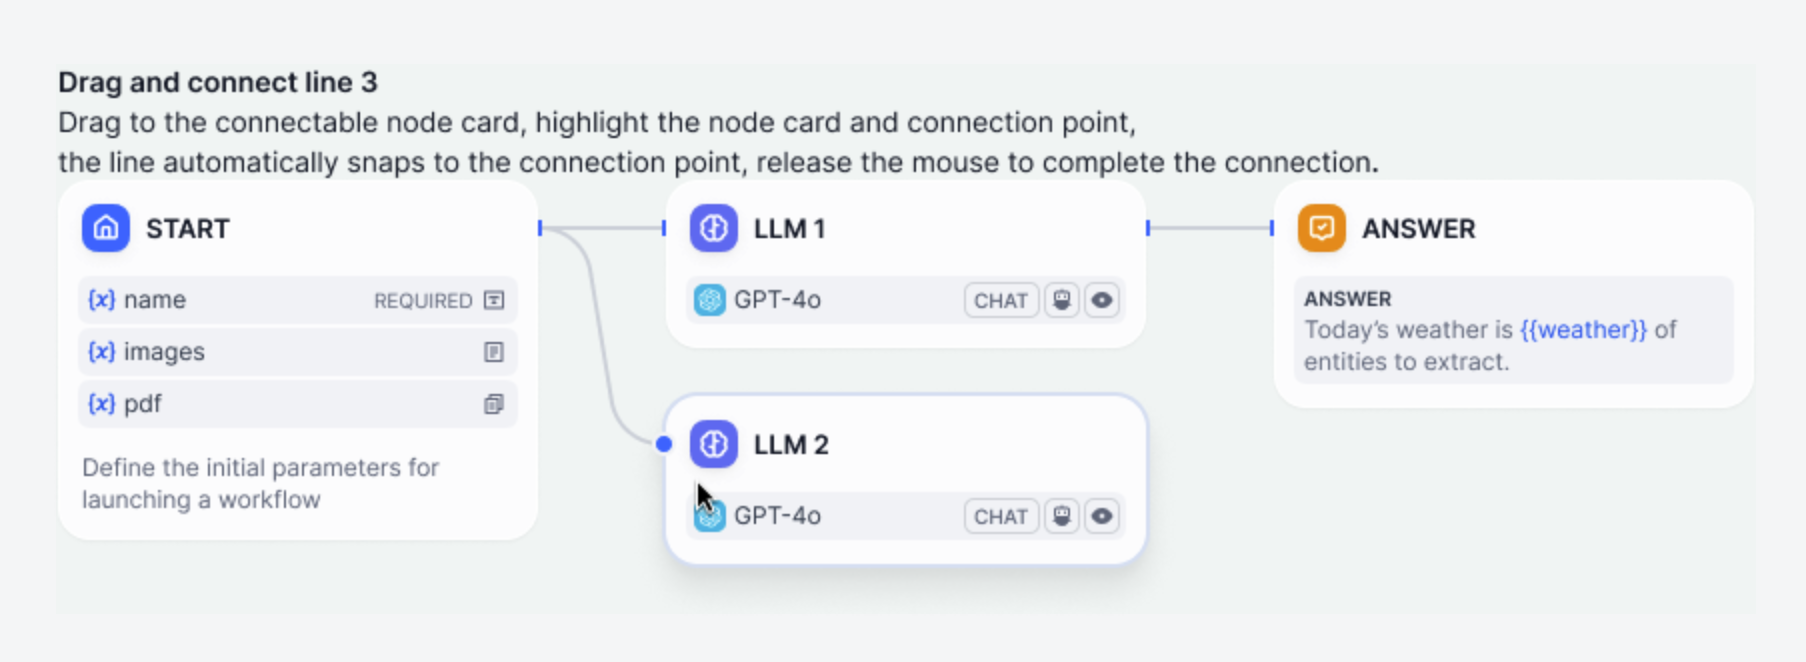 Drag and connect line 3
Drag to the connectable node card, highlight the node card and connection point,
the line automatically snaps to the connection point, release the mouse to complete the connection.
START
{x} name REQUIRED
{x} images
{x} pdf
Define the initial parameters for
launching a workflow
LLM 1
GPT-4o CHAT
LLM 2
GPT-4o CHAT
ANSWER
ANSWER
Today’s weather is {{weather}} of
entities to extract.